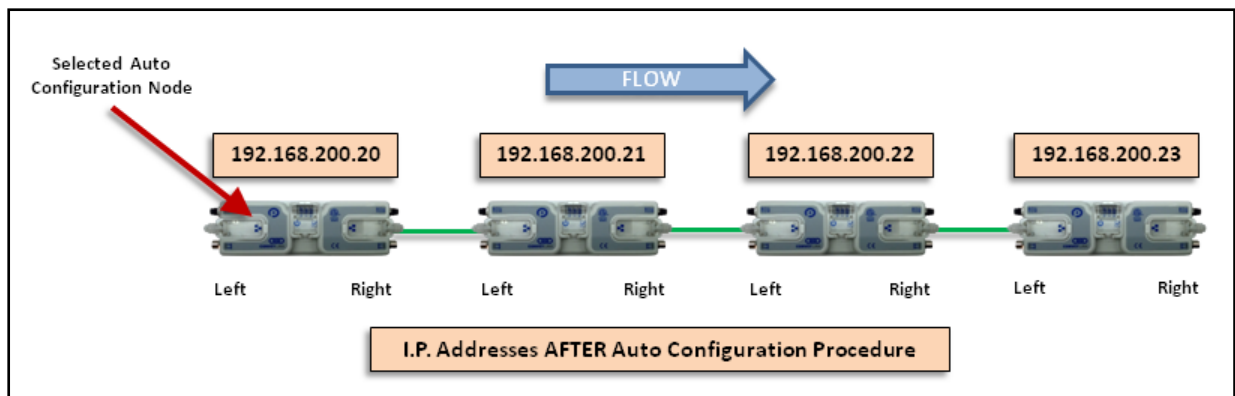 Selected Auto
Configuration Node
FLOW
192.168.200.20
192.168.200.21
192.168.200.22
192.168.200.23
Left
Right
Left
Right
Left
Right
Left
Right
I.P. Addresses AFTER Auto Configuration Procedure